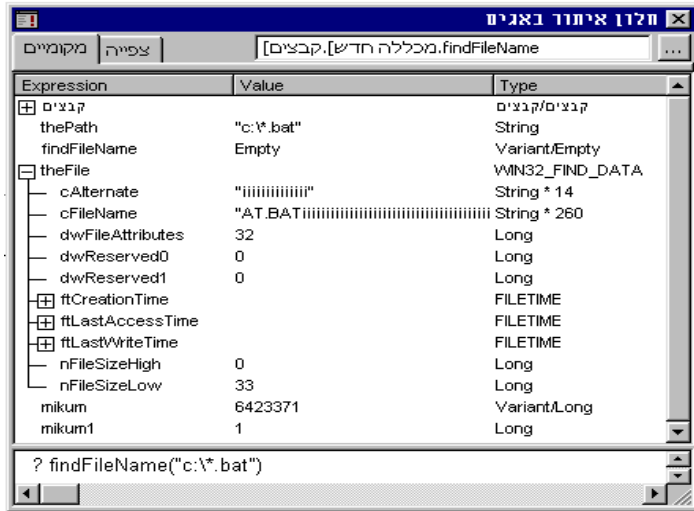 חלון איתור באגים
מקומיים צפייה
[מכללה חדש].קבצים.findFileName ...
Expression Value Type
קבצים קבצים/קבצים
thePath "c:\*.bat" String
findFileName Empty Variant/Empty
theFile WIN32_FIND_DATA
cAlternate "iiiiiiiiiiiiii" String * 14
cFileName "AT.BATiiiiiiiiiiiiiiiiiiiiiiiiiiiiiiiiiiiiiiiiii String * 260
dwFileAttributes 32 Long
dwReserved0 0 Long
dwReserved1 0 Long
ftCreationTime FILETIME
ftLastAccessTime FILETIME
ftLastWriteTime FILETIME
nFileSizeHigh 0 Long
nFileSizeLow 33 Long
mikum 6423371 Variant/Long
mikum1 1 Long
? findFileName("c:\*.bat")